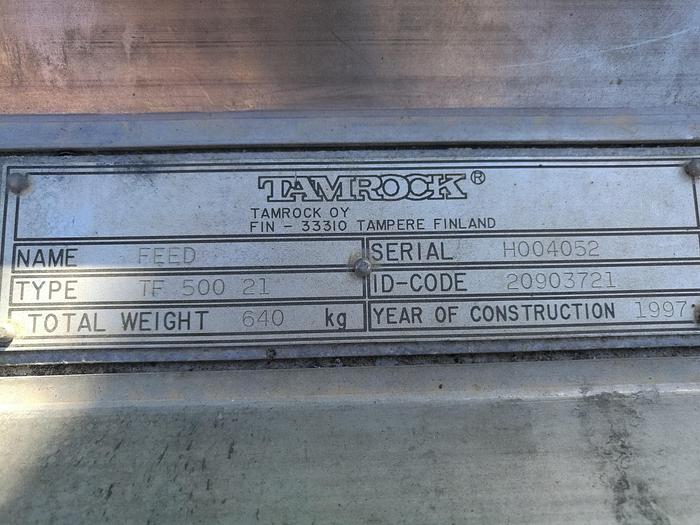 TAMROCK®
TAMROCK OY
FIN - 33310 TAMPERE FINLAND
NAME FEED SERIAL H004052
TYPE TF 500 21 ID-CODE 20903721
TOTAL WEIGHT 640 kg YEAR OF CONSTRUCTION 1997